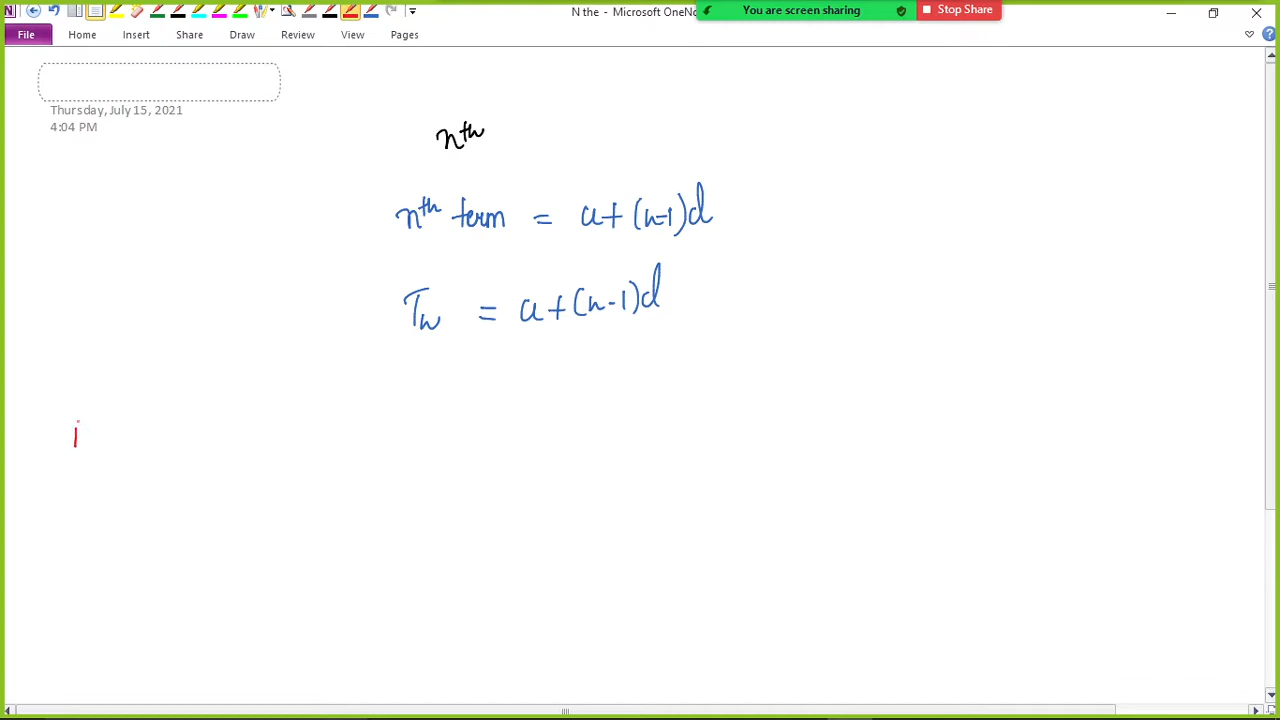 N the - Microsoft OneNo
You are screen sharing
Stop Share
File Home Insert Share Draw Review View Pages
Thursday, July 15, 2021
4:04 PM
nth
nth term = a+(n-1)d
Tn = a+(n-1)d
i